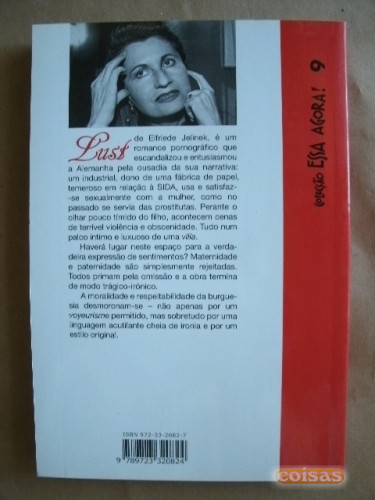 Lust de Elfriede Jelinek, é um
romance pornográfico que
escandalizou e entusiasmou
a Alemanha pela ousadia da sua narrativa:
um industrial, dono de uma fábrica de papel,
temeroso em relação à SIDA, usa e satisfaz-
-se sexualmente com a mulher, como no
passado se servia das prostitutas. Perante o
olhar pouco tímido do filho, acontecem cenas
de terrível violência e obscenidade. Tudo num
palco íntimo e luxuoso de uma villa.
Haverá lugar neste espaço para a verda-
deira expressão de sentimentos? Maternidade
e paternidade são simplesmente rejeitadas.
Todos primam pela omissão e a obra termina
de modo trágico-irónico.
A moralidade e respeitabilidade da burgue-
sia desmoronam-se – não apenas por um
voyeurisme permitido, mas sobretudo por uma
linguagem acutilante cheia de ironia e por um
estilo original.
ISBN 972-33-2082-7
9 789723 320824
colecção ESSA AGORA! 9
coisas